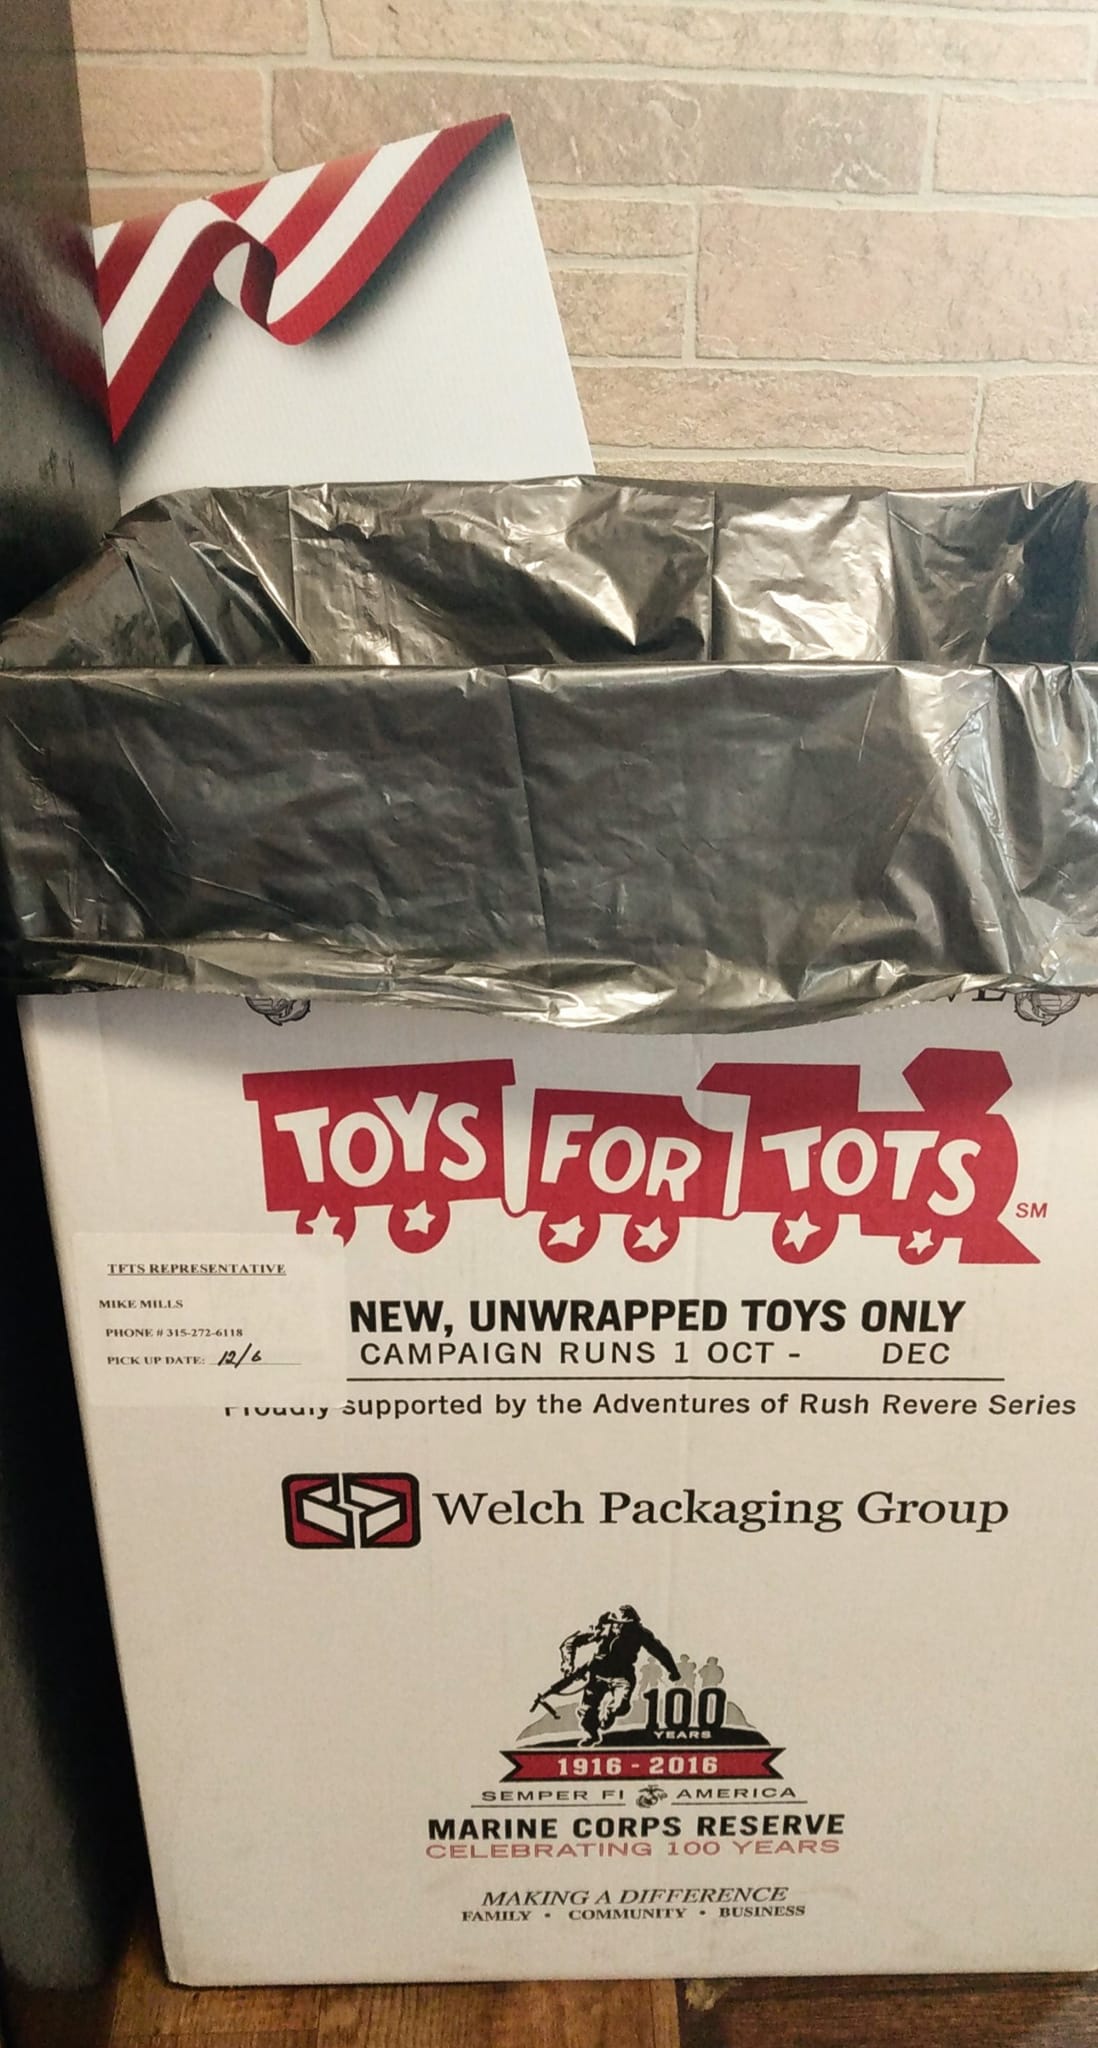 TOYS FOR TOTS SM
TFTS REPRESENTATIVE
MIKE MILLS
PHONE # 315-272-6118
PICK UP DATE: 12/6
NEW, UNWRAPPED TOYS ONLY
CAMPAIGN RUNS 1 OCT - DEC
Proudly supported by the Adventures of Rush Revere Series
Welch Packaging Group
100
YEARS
1916 - 2016
SEMPER FI AMERICA
MARINE CORPS RESERVE
CELEBRATING 100 YEARS
MAKING A DIFFERENCE
FAMILY • COMMUNITY • BUSINESS